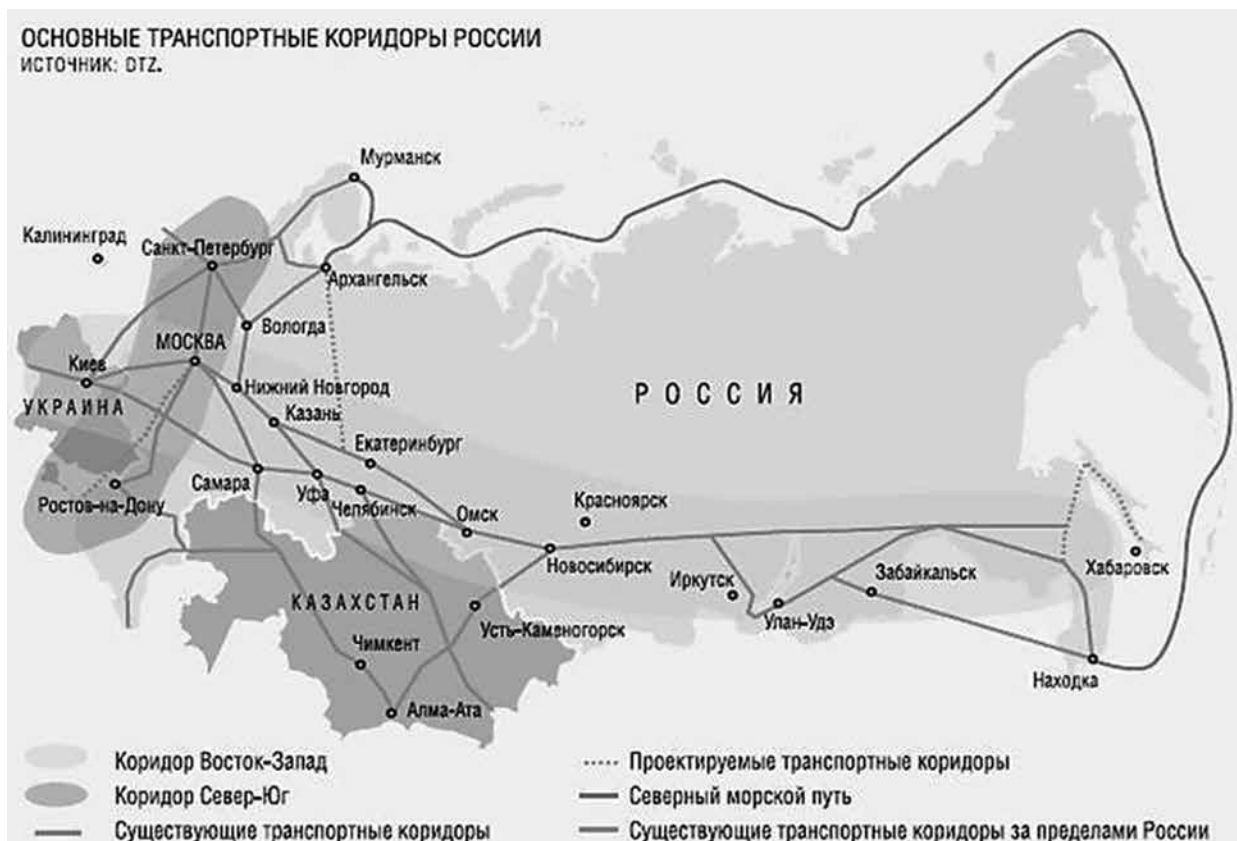 ОСНОВНЫЕ ТРАНСПОРТНЫЕ КОРИДОРЫ РОССИИ
ИСТОЧНИК: DTZ.
Мурманск
Калининград
Санкт-Петербург
Архангельск
Вологда
МОСКВА
Киев
Нижний Новгород
РОССИЯ
УКРАИНА
Казань
Екатеринбург
Самара
Уфа
Ростов-на-Дону
Челябинск
Красноярск
Омск
Новосибирск
Хабаровск
Забайкальск
Иркутск
КАЗАХСТАН
Улан-Удэ
Усть-Каменогорск
Чимкент
Находка
Алма-Ата
Коридор Восток-Запад
Коридор Север-Юг
Существующие транспортные коридоры
Проектируемые транспортные коридоры
Северный морской путь
Существующие транспортные коридоры за пределами России